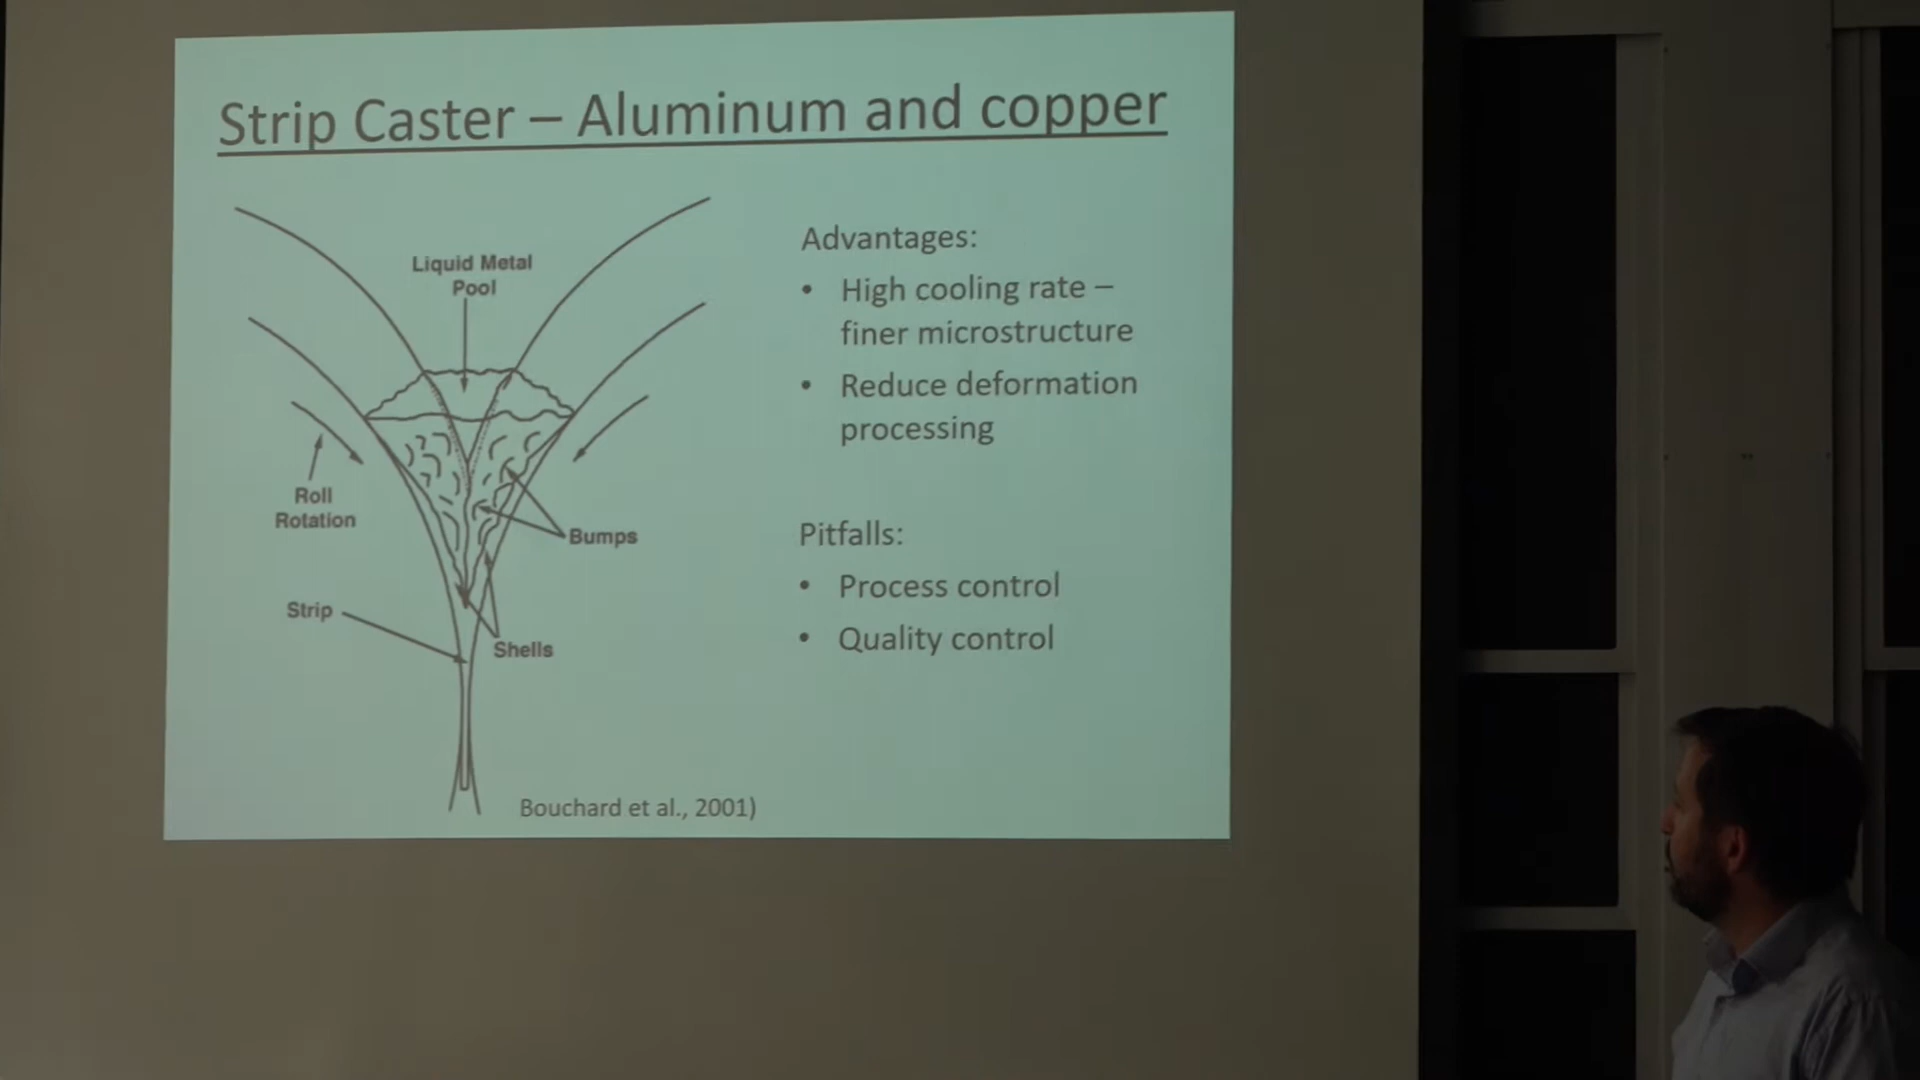 Strip Caster – Aluminum and copper
Liquid Metal
Pool
Roll
Rotation
Bumps
Strip
Shells
Bouchard et al., 2001)
Advantages:
• High cooling rate –
finer microstructure
• Reduce deformation
processing
Pitfalls:
• Process control
• Quality control